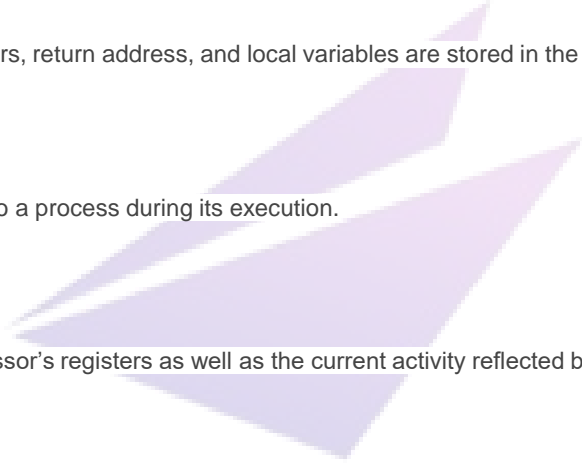 rs, return address, and local variables are stored in the
o a process during its execution.
ssor’s registers as well as the current activity reflected b